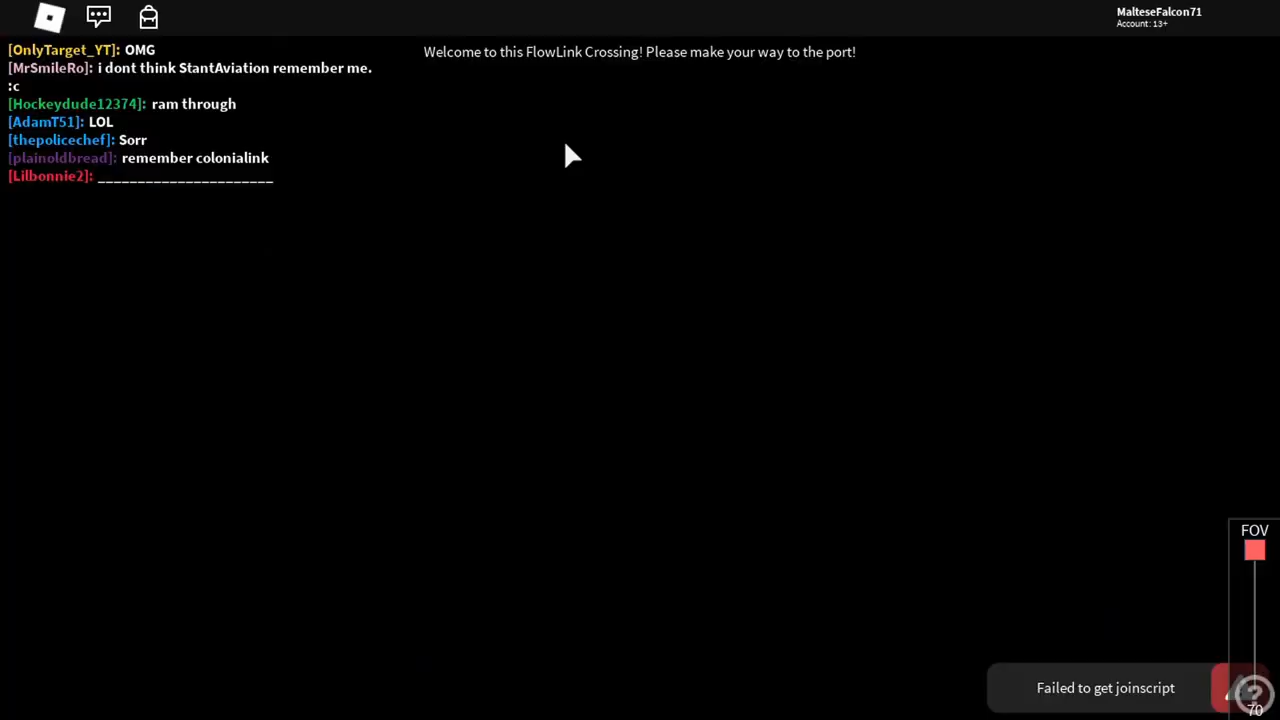 MalteseFalcon71
Account: 13+
[OnlyTarget_YT]: OMG
[MrSmileRo]: i dont think StantAviation remember me.
:c
[Hockeydude12374]: ram through
[AdamT51]: LOL
[thepolicechef]: Sorr
[plainoldbread]: remember colonialink
[Lilbonnie2]: ______________________
Welcome to this FlowLink Crossing! Please make your way to the port!
FOV
Failed to get joinscript
?
70